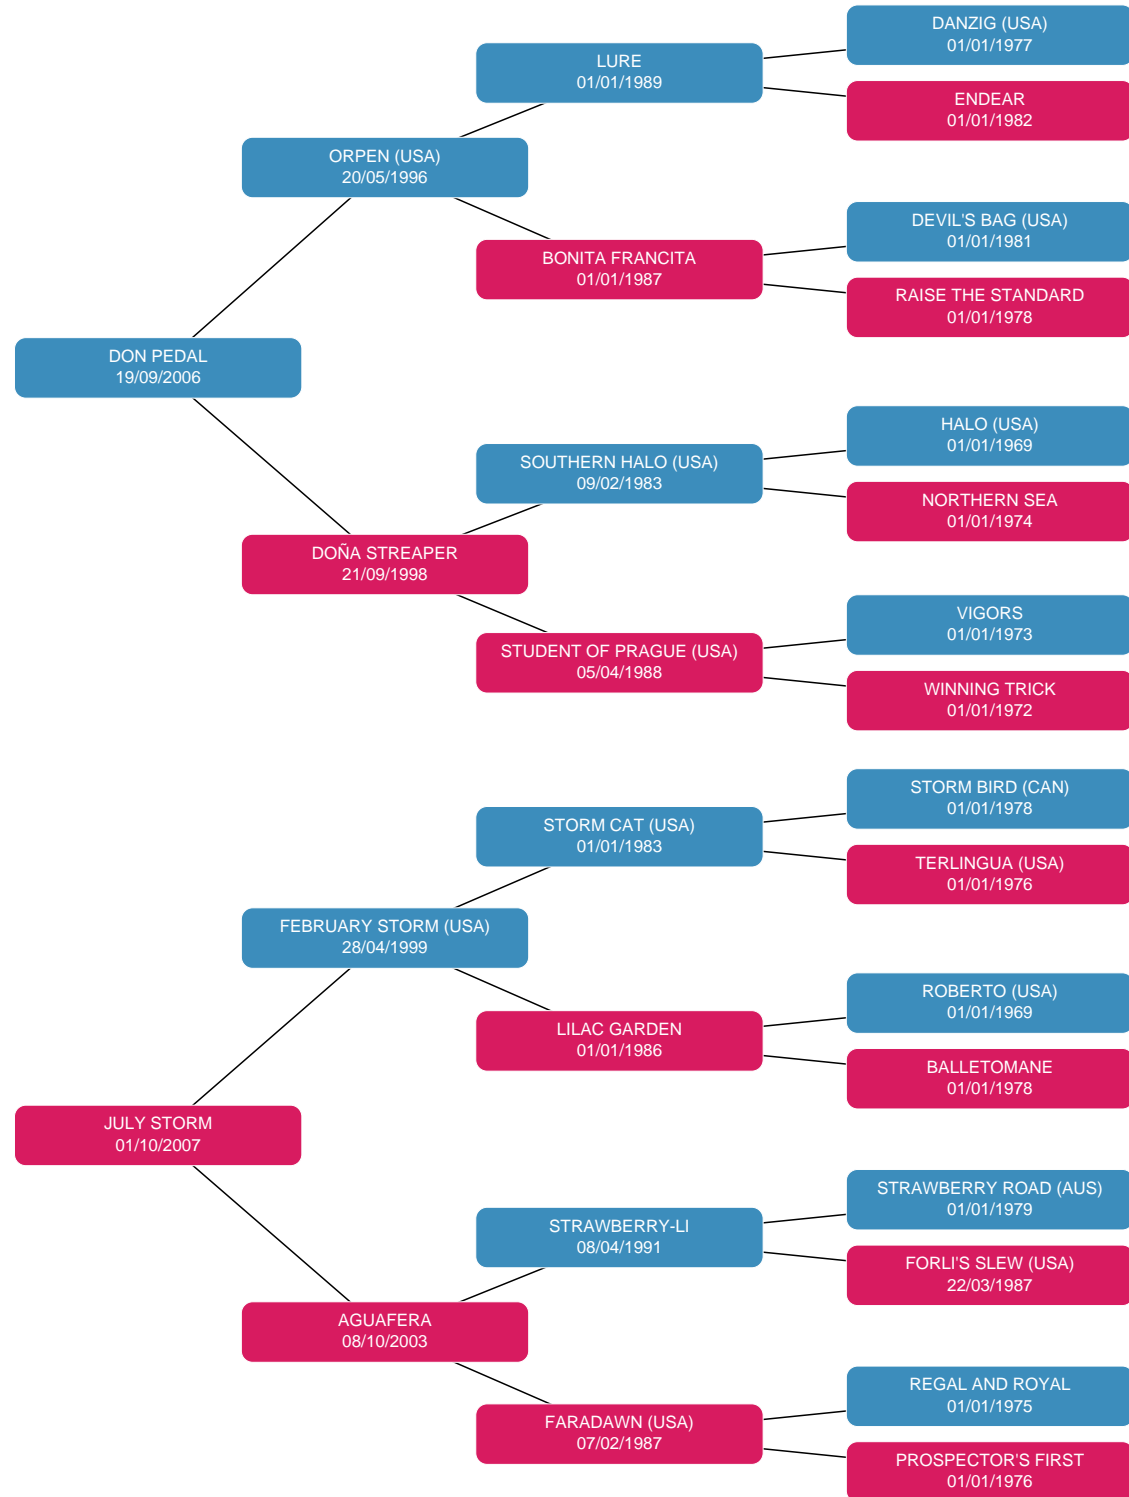 DANZIG (USA)
01/01/1977
LURE
01/01/1989
ENDEAR
01/01/1982
ORPEN (USA)
20/05/1996
DEVIL'S BAG (USA)
01/01/1981
BONITA FRANCITA
01/01/1987
RAISE THE STANDARD
01/01/1978
DON PEDAL
19/09/2006
HALO (USA)
01/01/1969
SOUTHERN HALO (USA)
09/02/1983
NORTHERN SEA
01/01/1974
DOÑA STREAPER
21/09/1998
VIGORS
01/01/1973
STUDENT OF PRAGUE (USA)
05/04/1988
WINNING TRICK
01/01/1972
STORM BIRD (CAN)
01/01/1978
STORM CAT (USA)
01/01/1983
TERLINGUA (USA)
01/01/1976
FEBRUARY STORM (USA)
28/04/1999
ROBERTO (USA)
01/01/1969
LILAC GARDEN
01/01/1986
BALLETOMANE
01/01/1978
JULY STORM
01/10/2007
STRAWBERRY ROAD (AUS)
01/01/1979
STRAWBERRY-LI
08/04/1991
FORLI'S SLEW (USA)
22/03/1987
AGUAFERA
08/10/2003
REGAL AND ROYAL
01/01/1975
FARADAWN (USA)
07/02/1987
PROSPECTOR'S FIRST
01/01/1976